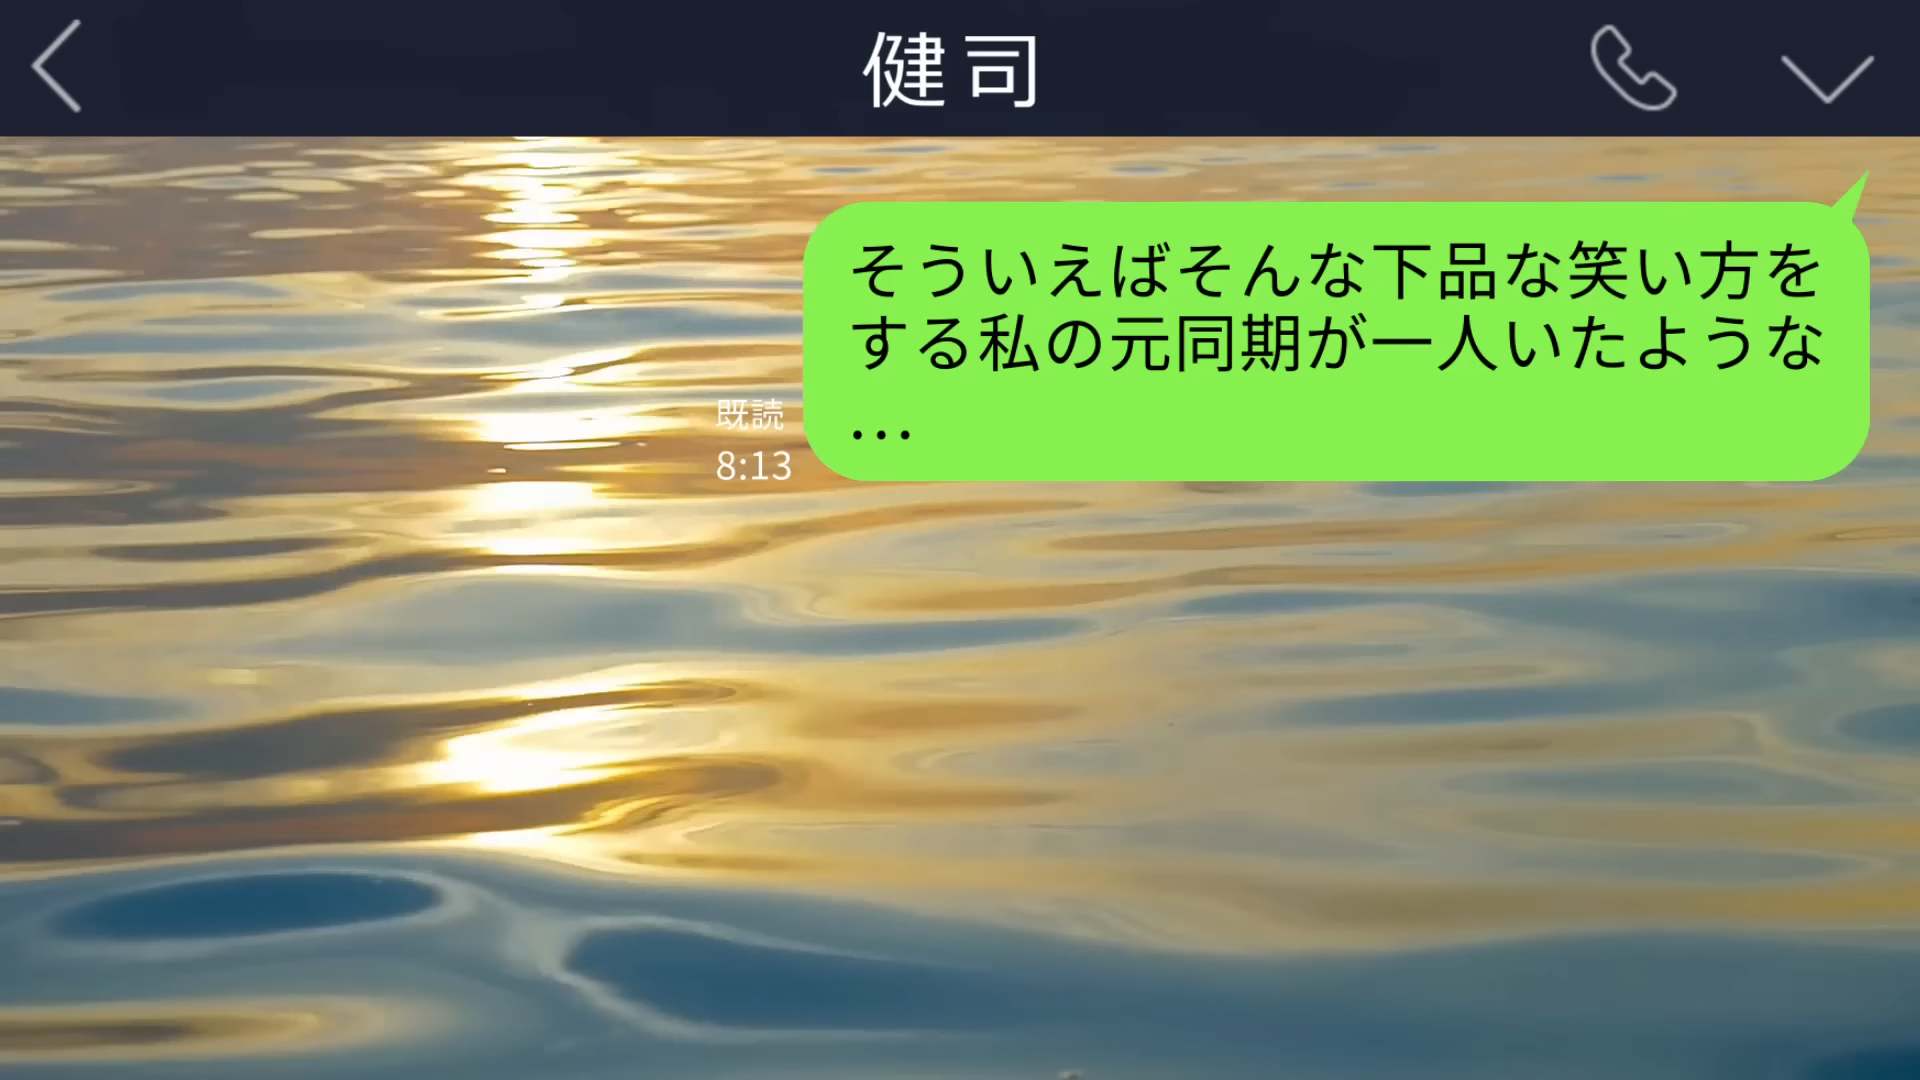 健司
そういえばそんな下品な笑い方を
する私の元同期が一人いたような
…
既読
8:13